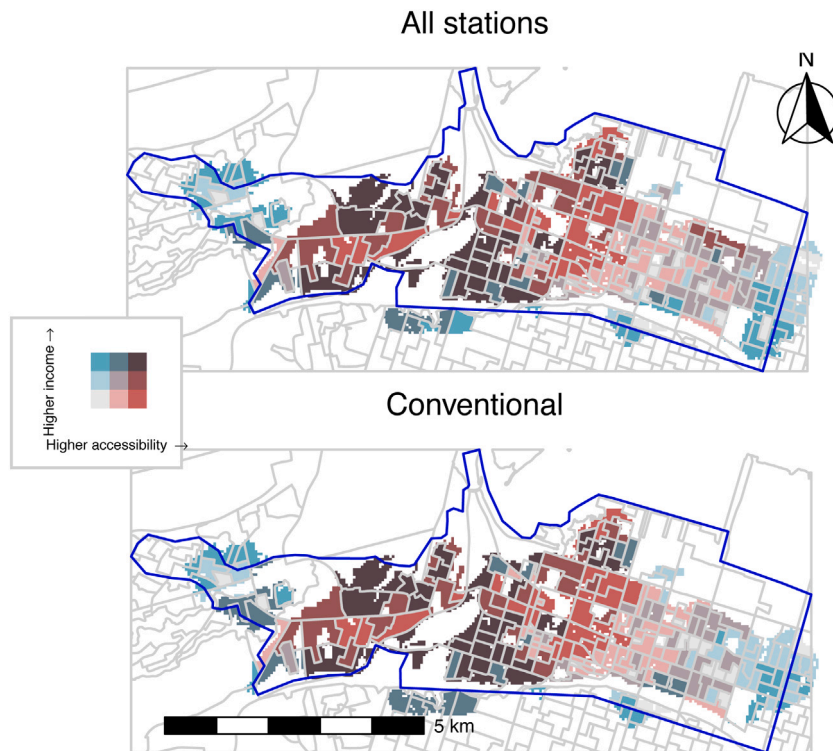 All stations
N
Higher income →
Higher accessibility →
Conventional
5 km